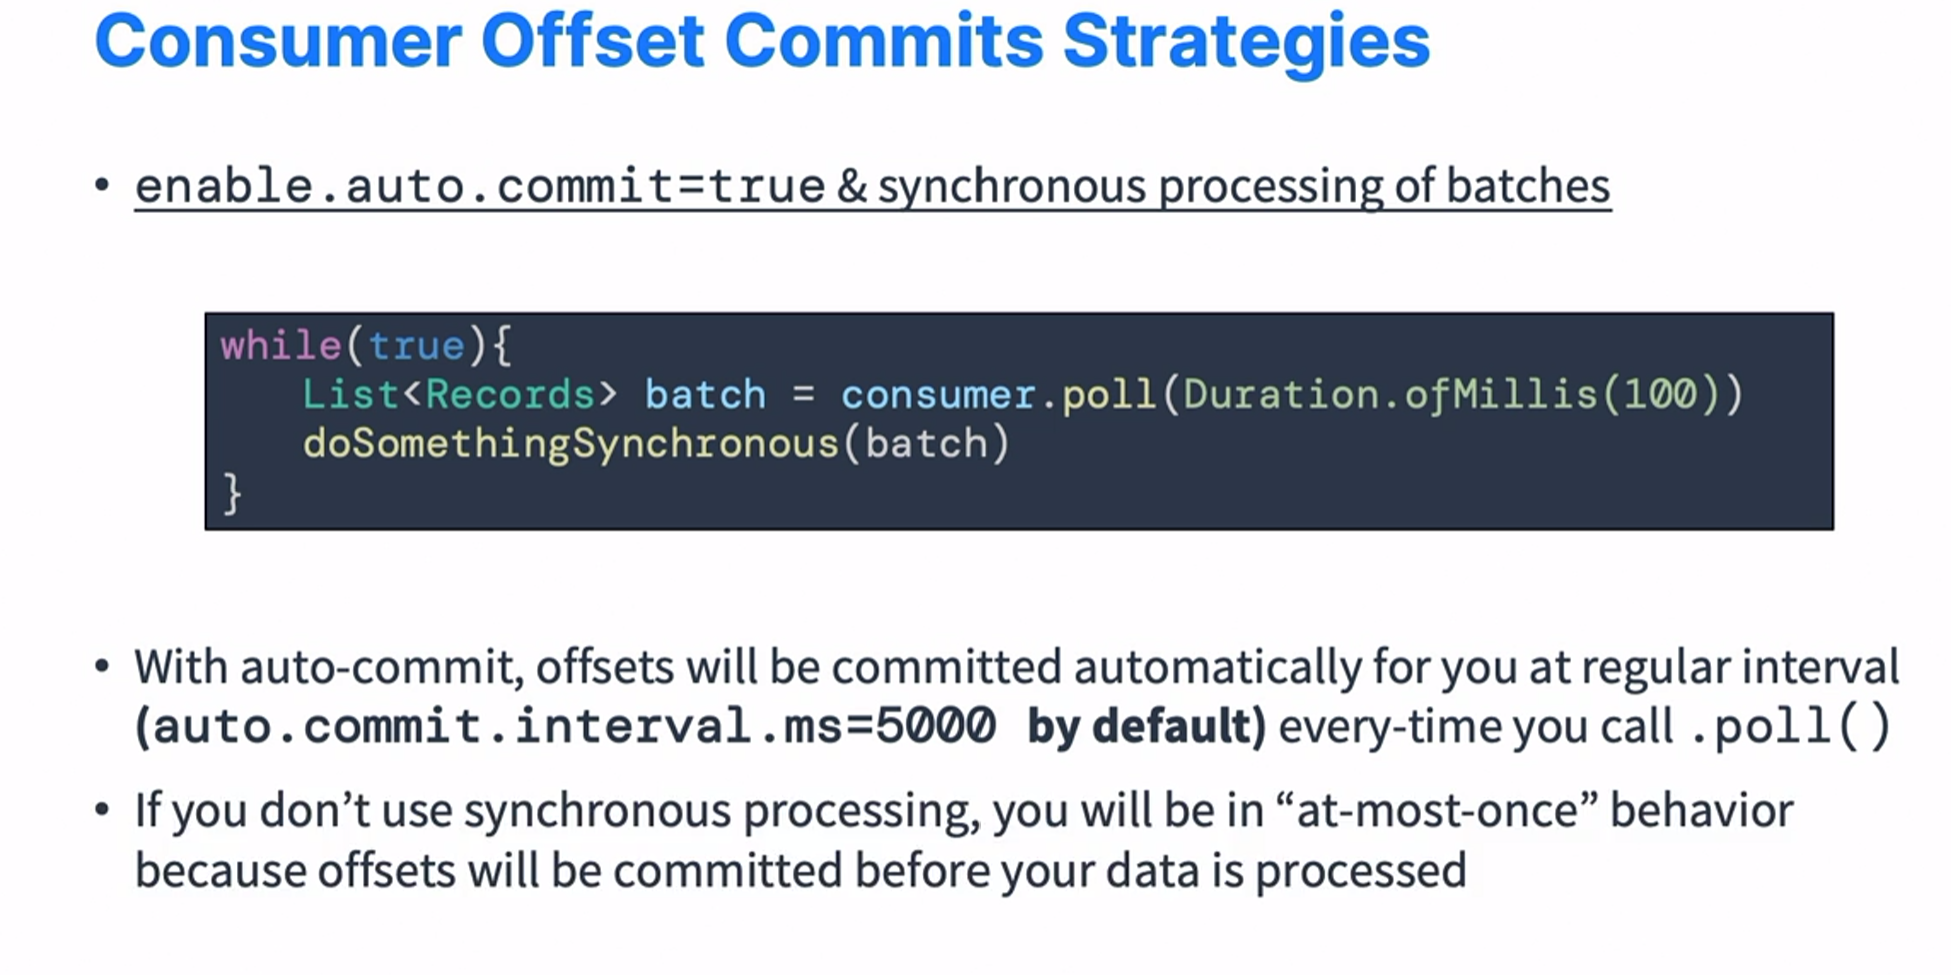 Consumer Offset Commits Strategies
• enable.auto.commit=true & synchronous processing of batches
while(true){
    List<Records> batch = consumer.poll(Duration.ofMillis(100))
    doSomethingSynchronous(batch)
}
• With auto-commit, offsets will be committed automatically for you at regular interval
(auto.commit.interval.ms=5000 by default) every-time you call .poll()
• If you don’t use synchronous processing, you will be in “at-most-once” behavior
because offsets will be committed before your data is processed